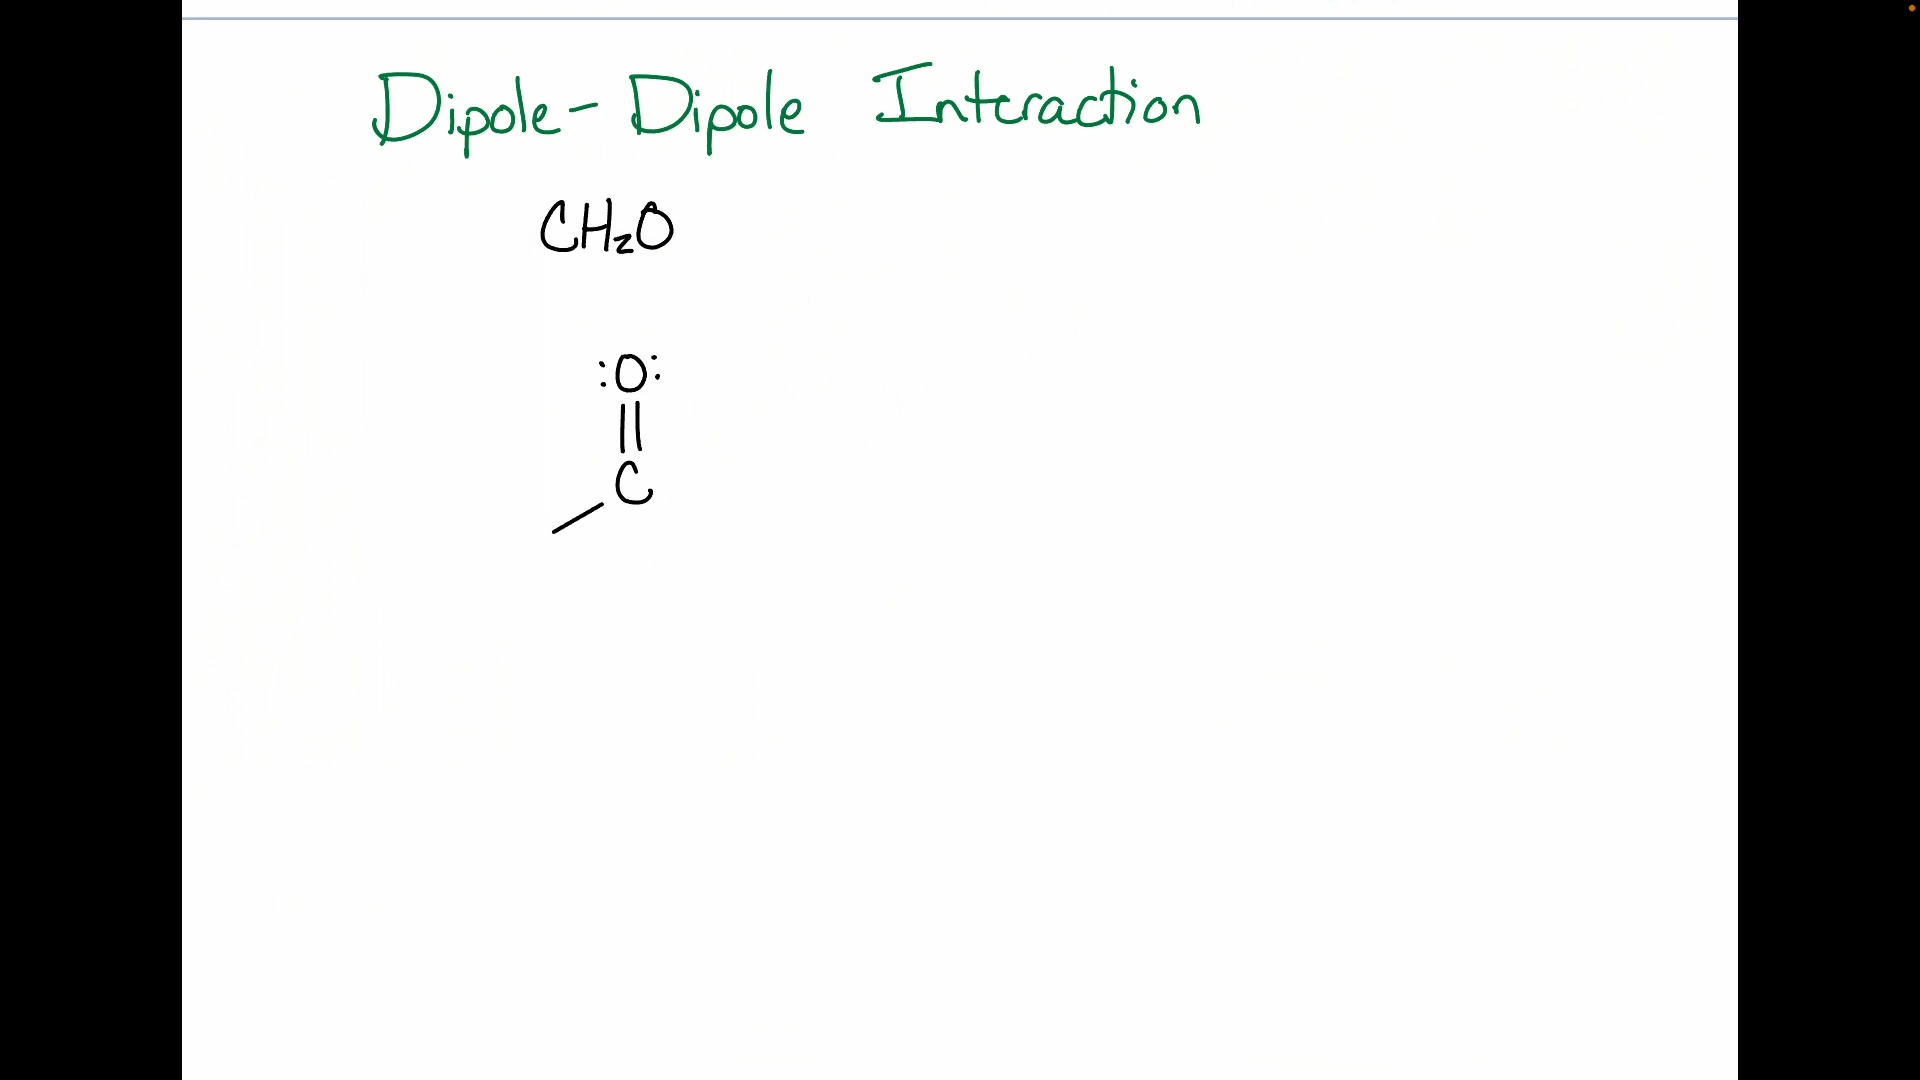 Dipole - Dipole Interaction
CH₂O
:O:
C